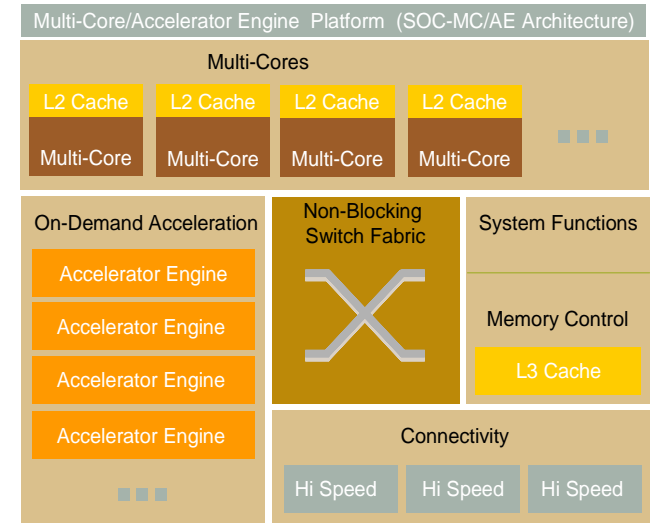 Multi-Core/Accelerator Engine Platform (SOC-MC/AE Architecture)
Multi-Cores
L2 Cache L2 Cache L2 Cache L2 Cache
Multi-Core Multi-Core Multi-Core Multi-Core
On-Demand Acceleration
Accelerator Engine
Accelerator Engine
Accelerator Engine
Accelerator Engine
Non-Blocking
Switch Fabric
System Functions
Memory Control
L3 Cache
Connectivity
Hi Speed Hi Speed Hi Speed